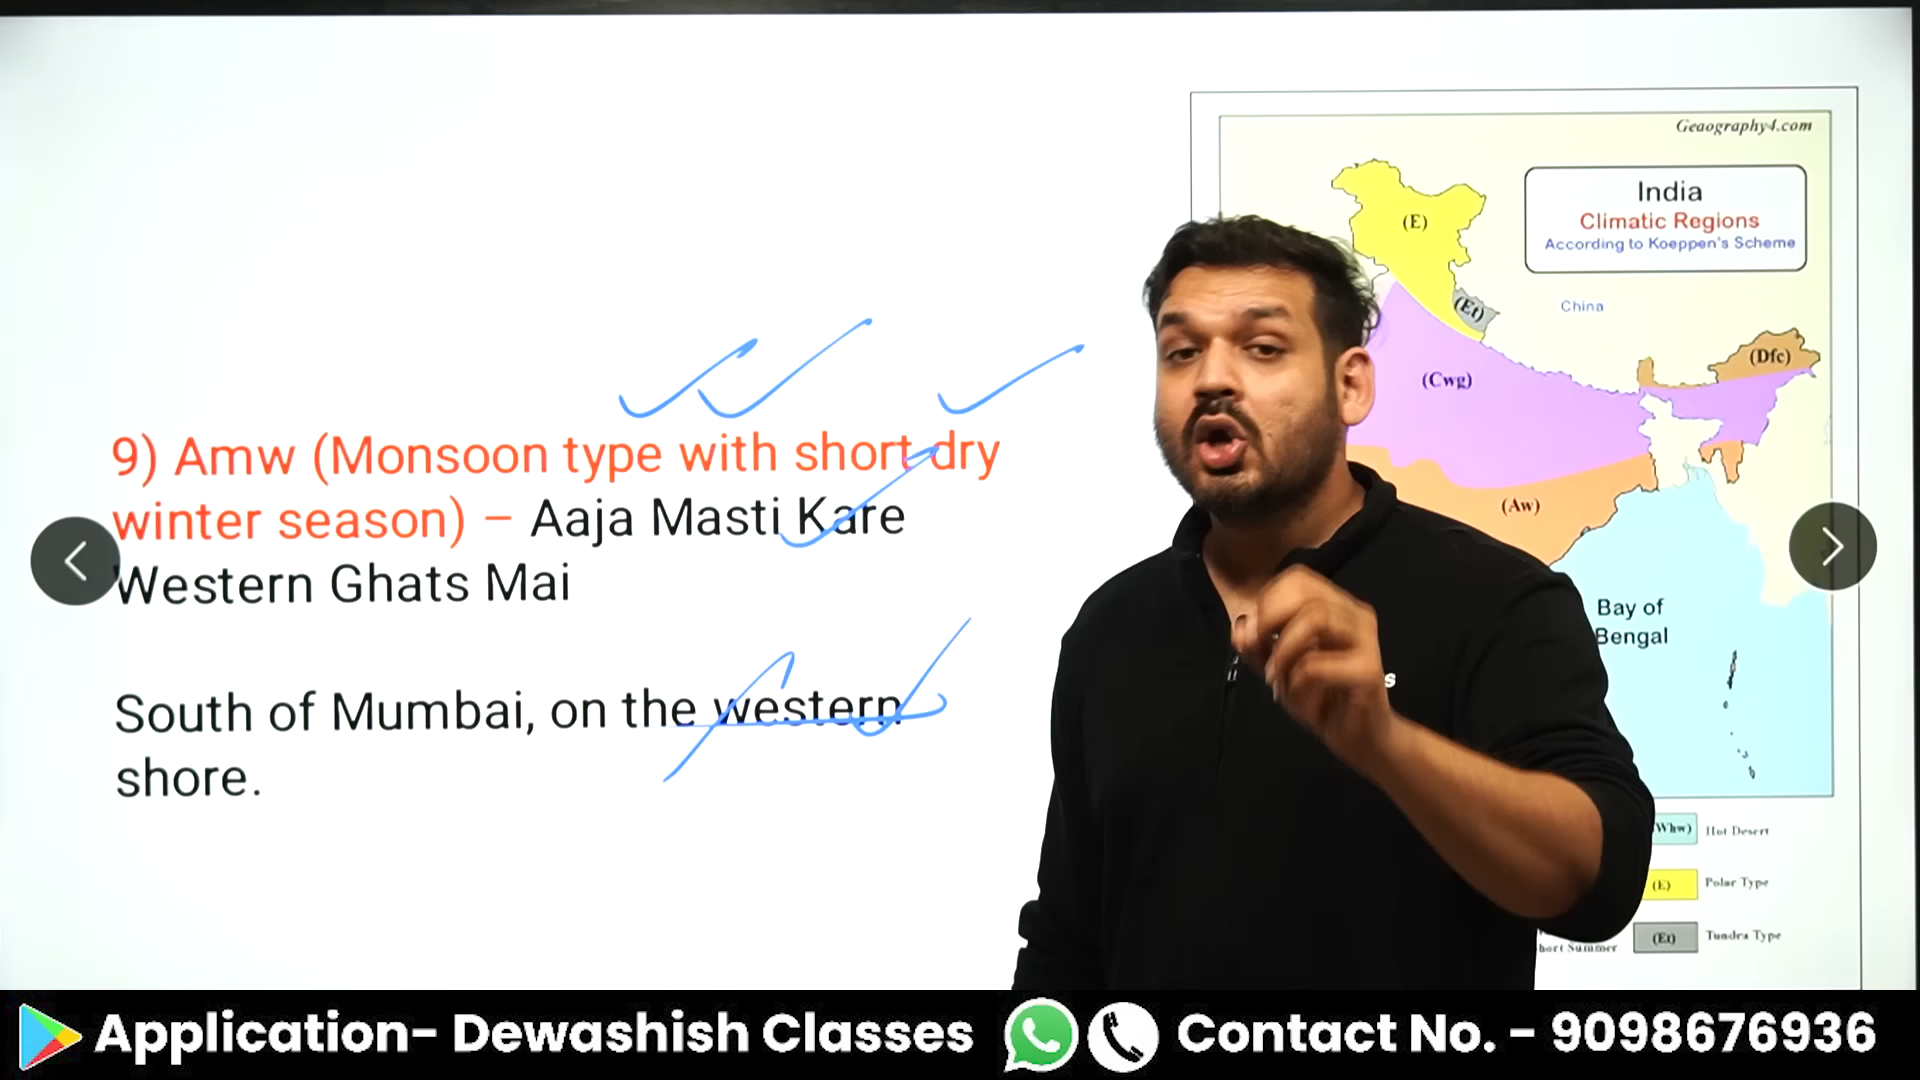 9) Amw (Monsoon type with short dry
winter season) – Aaja Masti Kare
Western Ghats Mai
South of Mumbai, on the western
shore.
Geaography4.com
India
Climatic Regions
According to Koeppen's Scheme
(E)
(Et)
China
(Dfc)
(Cwg)
(Aw)
Bay of
Bengal
s
(Whw) Hot Desert
(E) Polar Type
hort Summer (Et) Tundra Type
Application- Dewashish Classes Contact No. - 9098676936